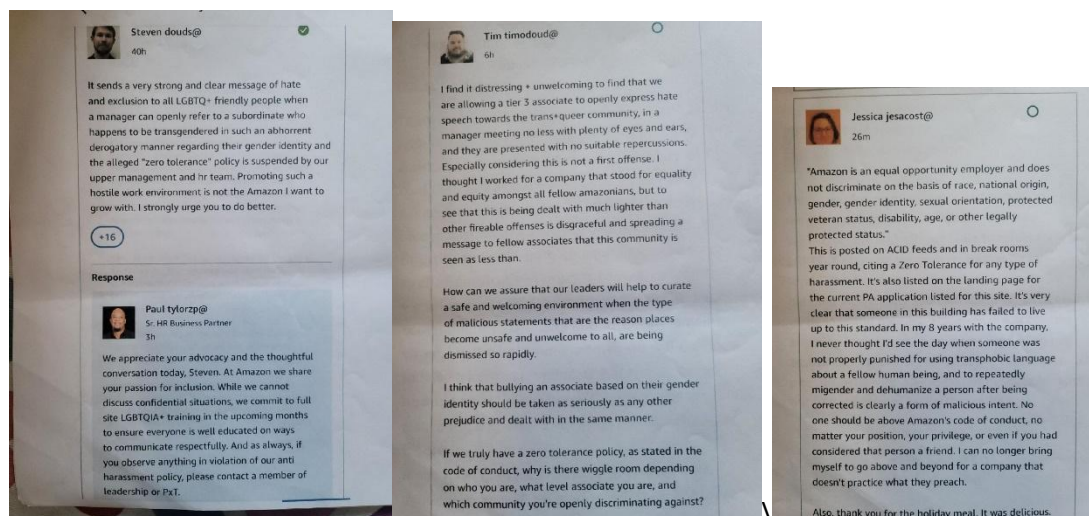 Steven douds@
40h
It sends a very strong and clear message of hate
and exclusion to all LGBTQ+ friendly people when
a manager can openly refer to a subordinate who
happens to be transgendered in such an abhorrent
derogatory manner regarding their gender identity and
the alleged "zero tolerance" policy is suspended by our
upper management and hr team. Promoting such a
hostile work environment is not the Amazon I want to
grow with. I strongly urge you to do better.
+16
Response
Paul tylorzp@
Sr. HR Business Partner
3h
We appreciate your advocacy and the thoughtful
conversation today, Steven. At Amazon we share
your passion for inclusion. While we cannot
discuss confidential situations, we commit to full
site LGBTQIA+ training in the upcoming months
to ensure everyone is well educated on ways
to communicate respectfully. And as always, if
you observe anything in violation of our anti
harassment policy, please contact a member of
leadership or PxT.
Tim timodoud@
6h
I find it distressing + unwelcoming to find that we
are allowing a tier 3 associate to openly express hate
speech towards the trans+queer community, in a
manager meeting no less with plenty of eyes and ears,
and they are presented with no suitable repercussions.
Especially considering this is not a first offense. I
thought I worked for a company that stood for equality
and equity amongst all fellow amazonians, but to
see that this is being dealt with much lighter than
other fireable offenses is disgraceful and spreading a
message to fellow associates that this community is
seen as less than.
How can we assure that our leaders will help to curate
a safe and welcoming environment when the type
of malicious statements that are the reason places
become unsafe and unwelcome to all, are being
dismissed so rapidly.
I think that bullying an associate based on their gender
identity should be taken as seriously as any other
prejudice and dealt with in the same manner.
If we truly have a zero tolerance policy, as stated in the
code of conduct, why is there wiggle room depending
on who you are, what level associate you are, and
which community you're openly discriminating against?
\
Jessica jesacost@
26m
"Amazon is an equal opportunity employer and does
not discriminate on the basis of race, national origin,
gender, gender identity, sexual orientation, protected
veteran status, disability, age, or other legally
protected status."
This is posted on ACID feeds and in break rooms
year round, citing a Zero Tolerance for any type of
harassment. It's also listed on the landing page for
the current PA application listed for this site. It's very
clear that someone in this building has failed to live
up to this standard. In my 8 years with the company,
I never thought I'd see the day when someone was
not properly punished for using transphobic language
about a fellow human being, and to repeatedly
migender and dehumanize a person after being
corrected is clearly a form of malicious intent. No
one should be above Amazon's code of conduct, no
matter your position, your privilege, or even if you had
considered that person a friend. I can no longer bring
myself to go above and beyond for a company that
doesn't practice what they preach.
Also, thank you for the holiday meal. It was delicious.